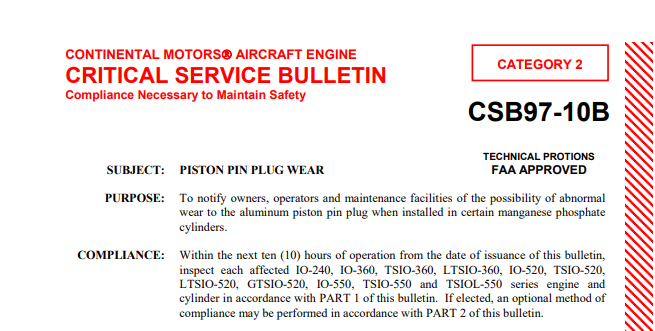 CONTINENTAL MOTORS® AIRCRAFT ENGINE
CRITICAL SERVICE BULLETIN
Compliance Necessary to Maintain Safety
CATEGORY 2
CSB97-10B
TECHNICAL PROTIONS
FAA APPROVED
SUBJECT: PISTON PIN PLUG WEAR
PURPOSE: To notify owners, operators and maintenance facilities of the possibility of abnormal
wear to the aluminum piston pin plug when installed in certain manganese phosphate
cylinders.
COMPLIANCE: Within the next ten (10) hours of operation from the date of issuance of this bulletin,
inspect each affected IO-240, IO-360, TSIO-360, LTSIO-360, IO-520, TSIO-520,
LTSIO-520, GTSIO-520, IO-550, TSIO-550 and TSIOL-550 series engine and
cylinder in accordance with PART 1 of this bulletin. If elected, an optional method of
compliance may be performed in accordance with PART 2 of this bulletin.